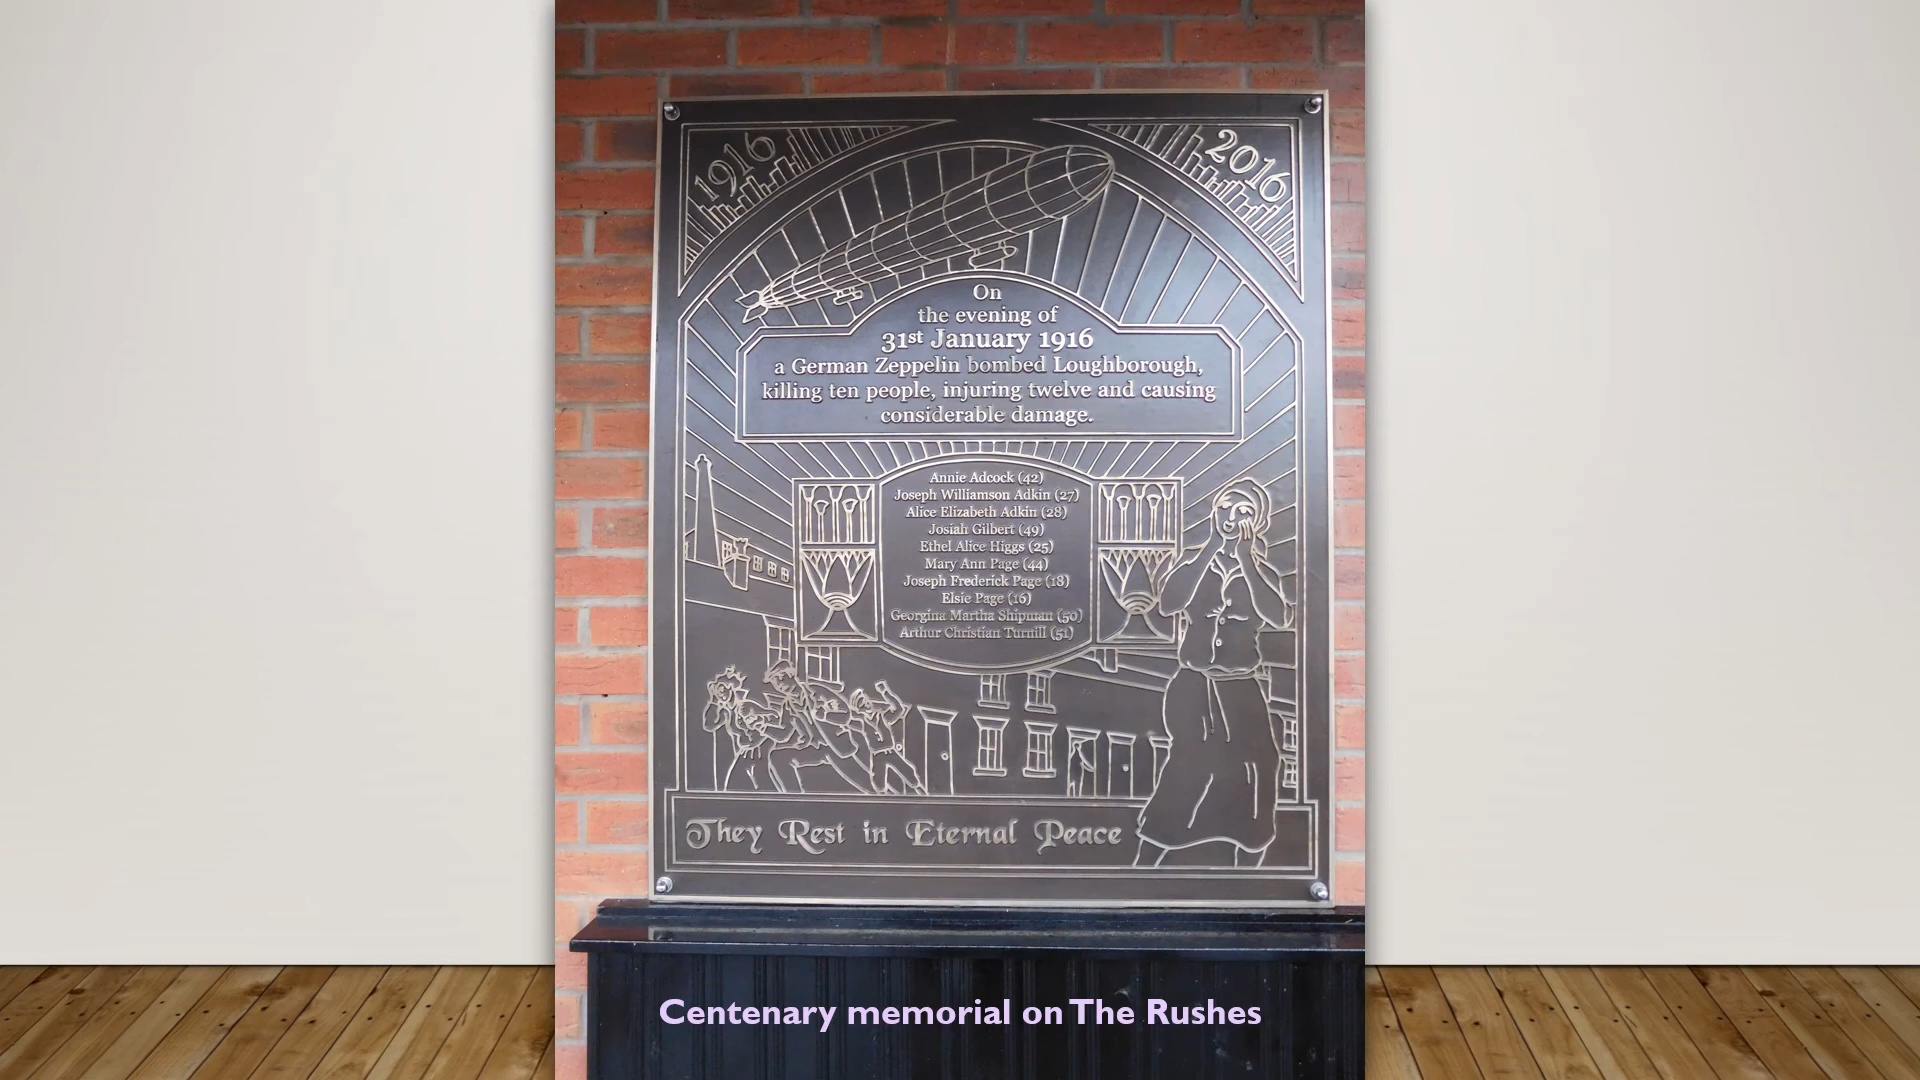 1916
2016
On
the evening of
31st January 1916
a German Zeppelin bombed Loughborough,
killing ten people, injuring twelve and causing
considerable damage.
Annie Adcock (42)
Joseph Williamson Adkin (27)
Alice Elizabeth Adkin (28)
Josiah Gilbert (49)
Ethel Alice Higgs (25)
Mary Ann Page (44)
Joseph Frederick Page (18)
Elsie Page (16)
Georgina Martha Shipman (50)
Arthur Christian Turnill (51)
They Rest in Eternal Peace
Centenary memorial on The Rushes